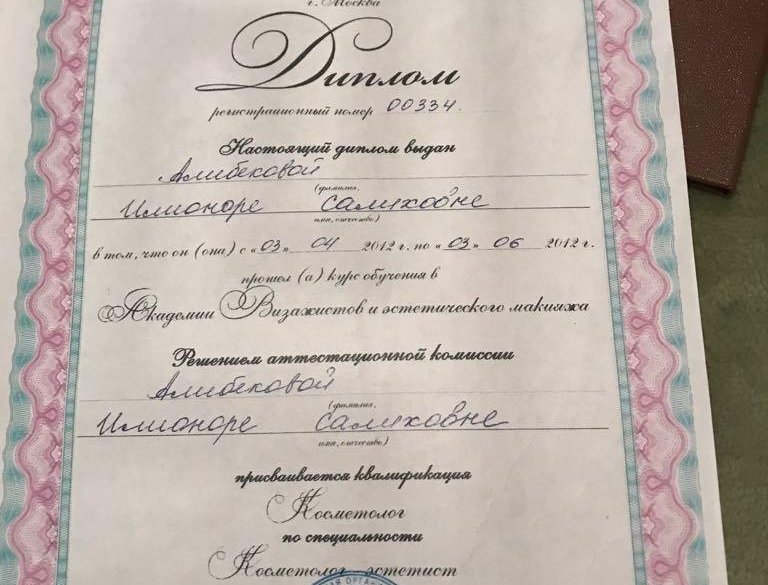 г. Москва
Диплом
регистрационный номер 00334.
Настоящий диплом выдан
Алибековой
(фамилия,
Илионоре Салиховне
имя, отчество)
в том, что он (она) с «03» 04 2012 г. по «03» 06 2012 г.
прошел (а) курс обучения в
Академии Визажистов и эстетического макияжа
Решением аттестационной комиссии
Алибековой
(фамилия,
Илионоре Салиховне
имя, отчество)
присваивается квалификация
Косметолог
по специальности
Косметолог эстетист